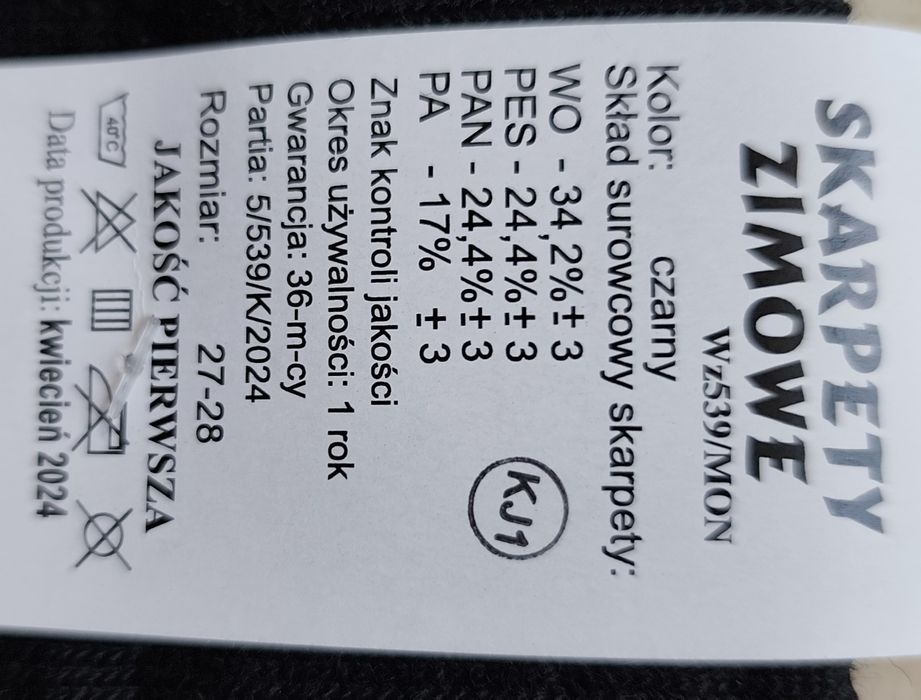 SKARPETY
ZIMOWE
Wz539/MON
Kolor: czarny
Skład surowcowy skarpety:
WO - 34,2%± 3
PES - 24,4%± 3
PAN - 24,4%± 3
PA - 17% ± 3
KJ1
Znak kontroli jakości
Okres używalności: 1 rok
Gwarancja: 36-m-cy
Partia: 5/539/K/2024
Rozmiar: 27-28
JAKOŚĆ PIERWSZA
40°C
Data produkcji: kwiecień 2024